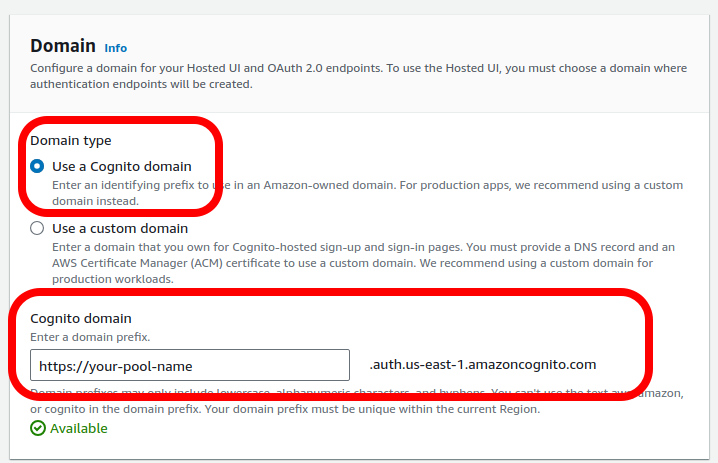 Domain Info
Configure a domain for your Hosted UI and OAuth 2.0 endpoints. To use the Hosted UI, you must choose a domain where
authentication endpoints will be created.
Domain type
Use a Cognito domain
Enter an identifying prefix to use in an Amazon-owned domain. For production apps, we recommend using a custom
domain instead.
Use a custom domain
Enter a domain that you own for Cognito-hosted sign-up and sign-in pages. You must provide a DNS record and an
AWS Certificate Manager (ACM) certificate to use a custom domain. We recommend using a custom domain for
production workloads.
Cognito domain
Enter a domain prefix.
https://your-pool-name .auth.us-east-1.amazoncognito.com
Domain prefixes may only include lowercase, alphanumeric characters, and hyphens. You can't use the text aws, amazon,
or cognito in the domain prefix. Your domain prefix must be unique within the current Region.
Available